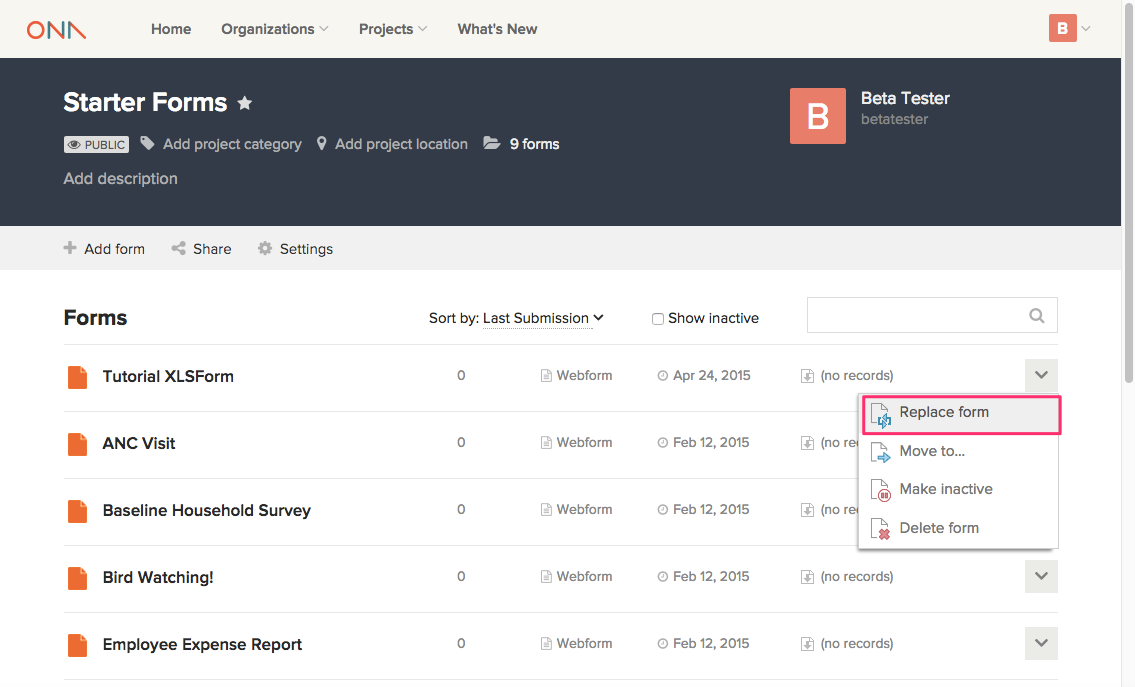 ONA Home Organizations Projects What's New B
Starter Forms
B
Beta Tester
betatester
PUBLIC Add project category Add project location 9 forms
Add description
Add form Share Settings
Forms Sort by: Last Submission Show inactive
Tutorial XLSForm 0 Webform Apr 24, 2015 (no records)
Replace form
Move to...
Make inactive
Delete form
ANC Visit 0 Webform Feb 12, 2015 (no rec
Baseline Household Survey 0 Webform Feb 12, 2015 (no rec
Bird Watching! 0 Webform Feb 12, 2015 (no records)
Employee Expense Report 0 Webform Feb 12, 2015 (no records)